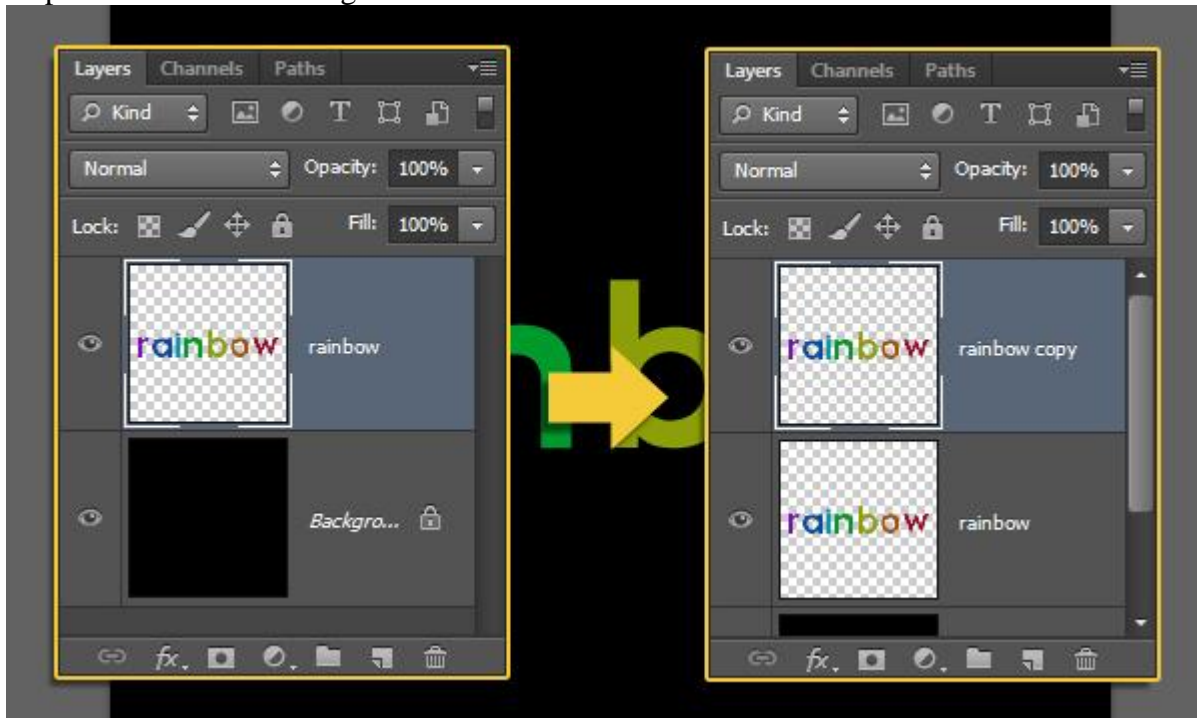 Layers Channels Paths
Kind T
Normal Opacity: 100%
Lock: Fill: 100%
rainbow
rainbow
Backgro...
fx.
nb
Layers Channels Paths
Kind T
Normal Opacity: 100%
Lock: Fill: 100%
rainbow
rainbow copy
rainbow
rainbow
fx.